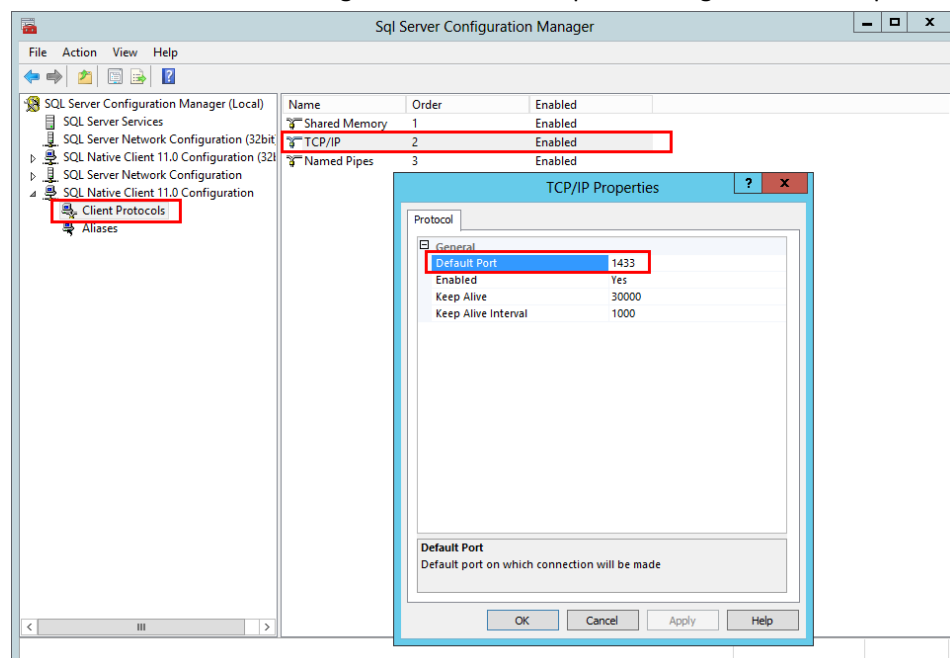 Sql Server Configuration Manager
File Action View Help
SQL Server Configuration Manager (Local)
SQL Server Services
SQL Server Network Configuration (32bit
SQL Native Client 11.0 Configuration (32b
SQL Server Network Configuration
SQL Native Client 11.0 Configuration
Client Protocols
Aliases
Name Order Enabled
Shared Memory 1 Enabled
TCP/IP 2 Enabled
Named Pipes 3 Enabled
TCP/IP Properties ? x
Protocol
General
Default Port 1433
Enabled Yes
Keep Alive 30000
Keep Alive Interval 1000
Default Port
Default port on which connection will be made
OK Cancel Apply Help